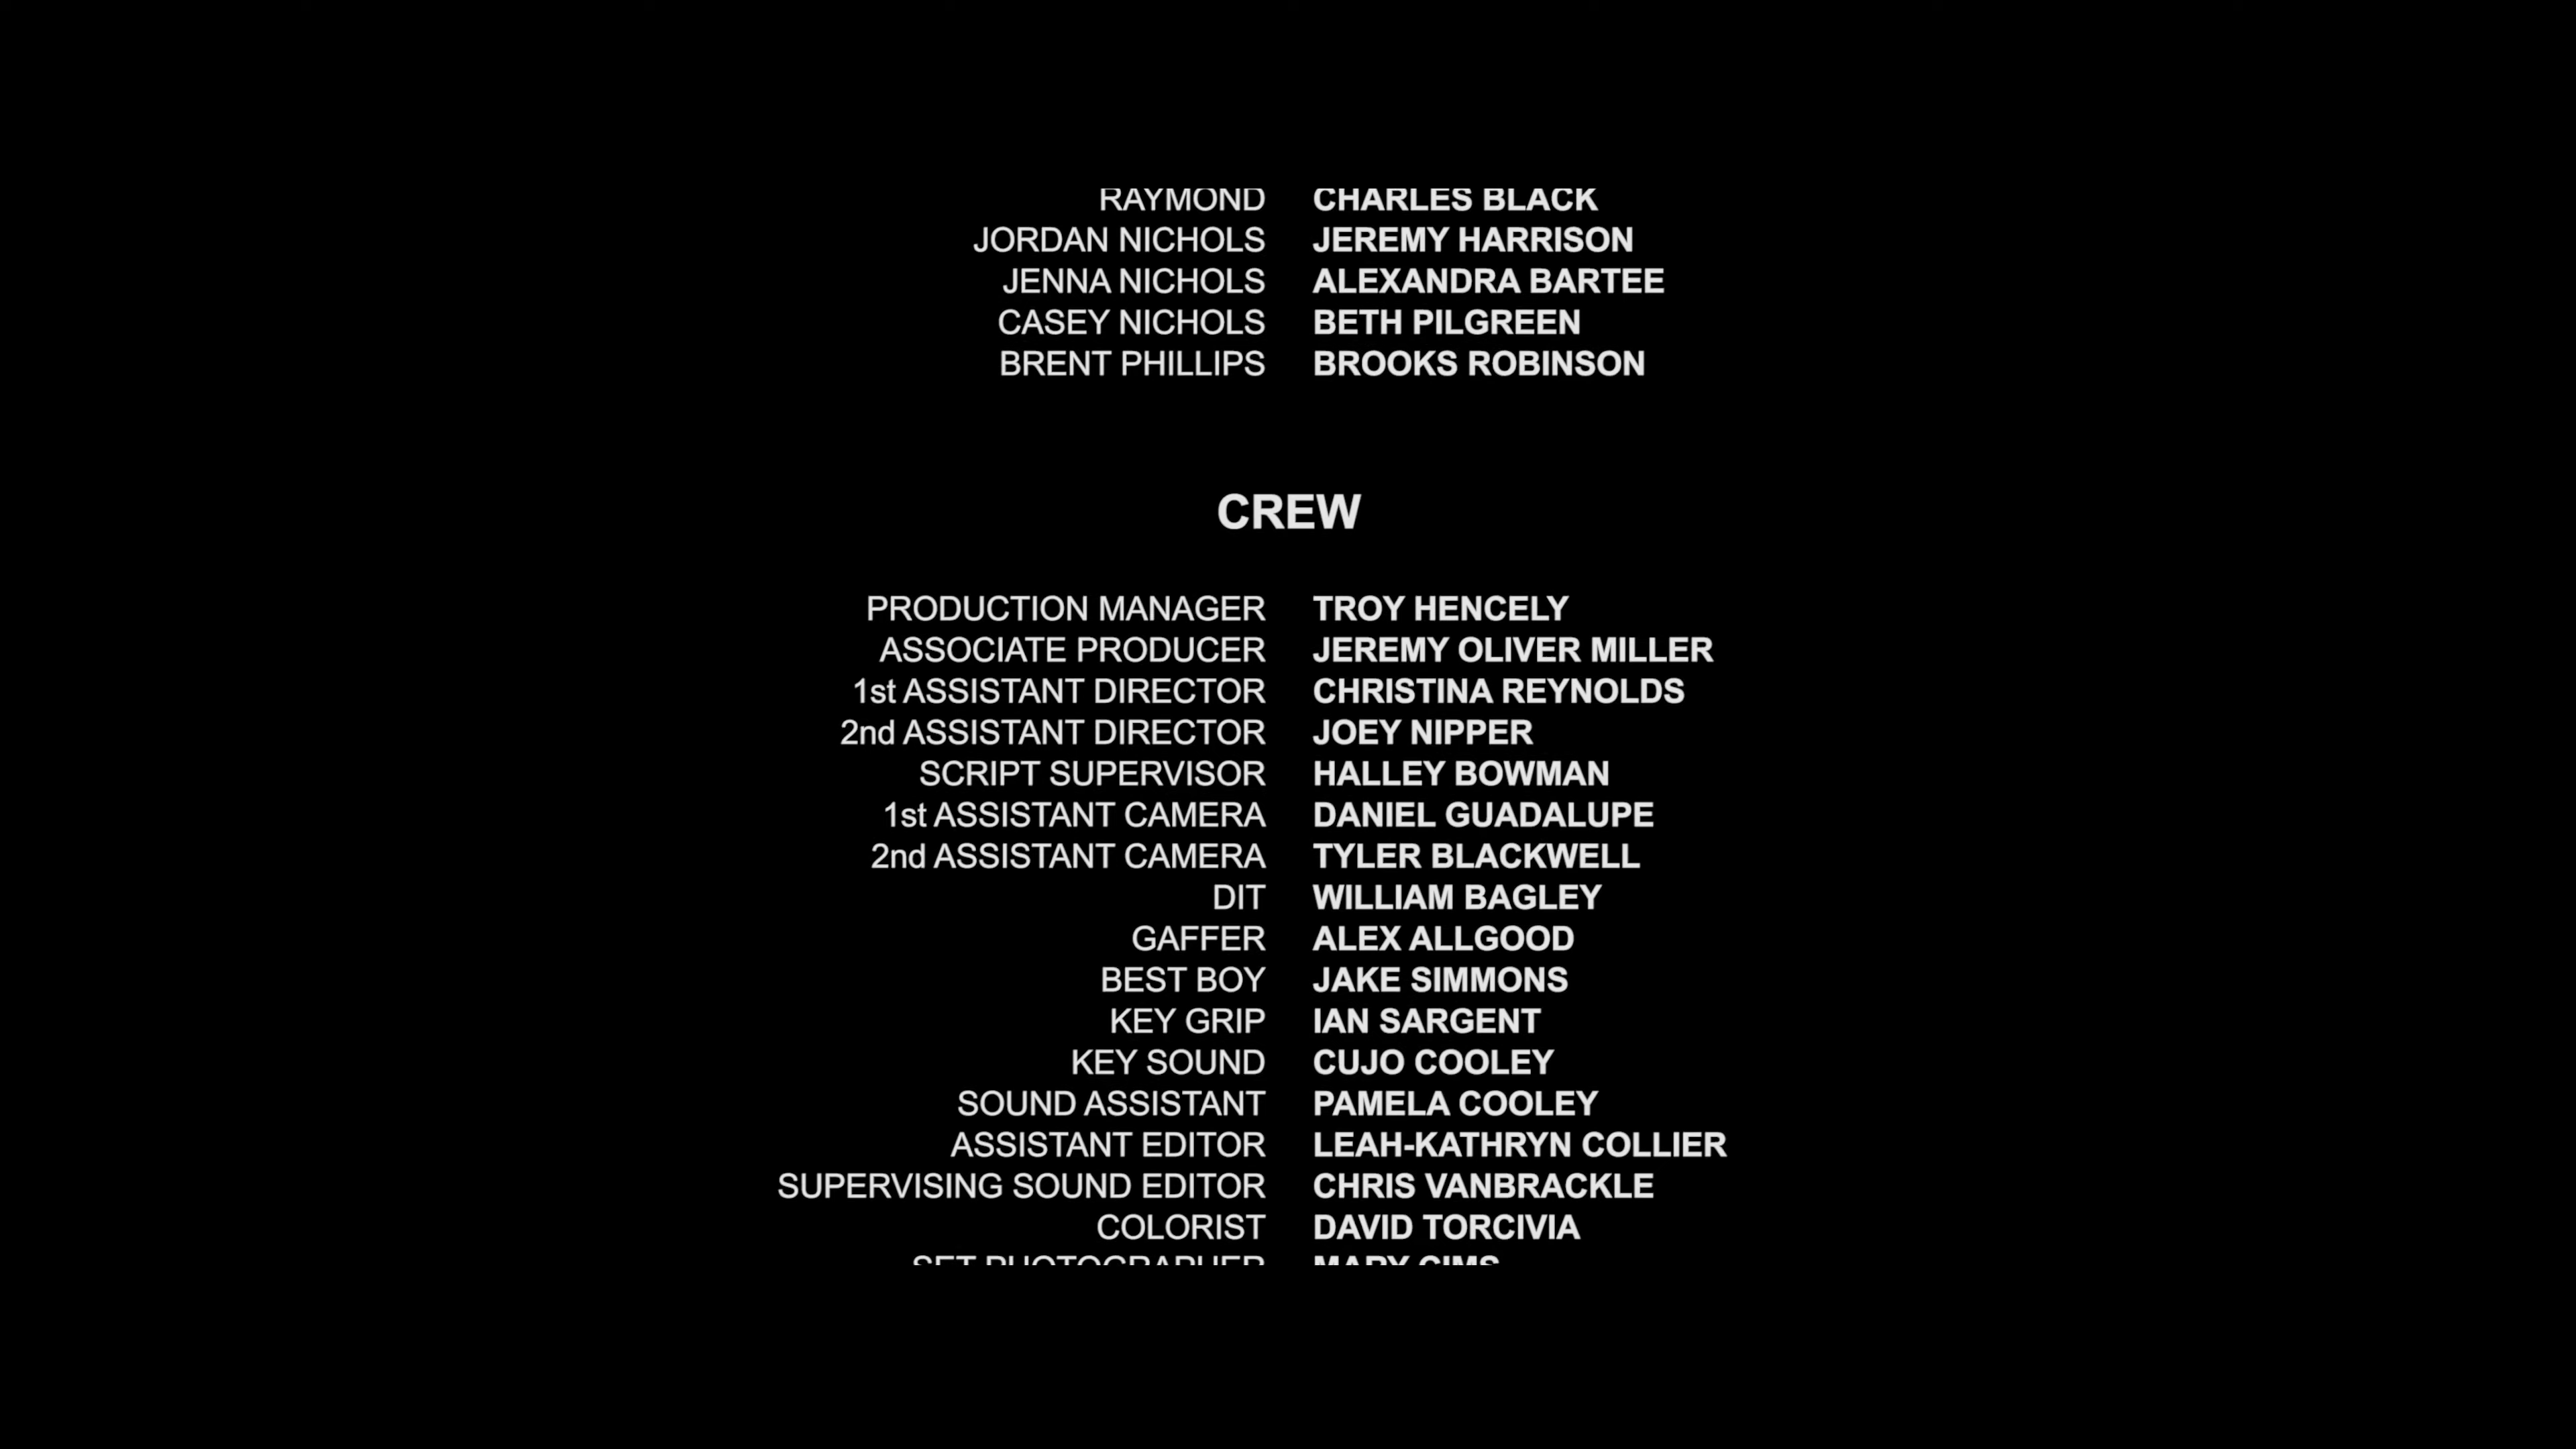 RAYMOND CHARLES BLACK
JORDAN NICHOLS JEREMY HARRISON
JENNA NICHOLS ALEXANDRA BARTEE
CASEY NICHOLS BETH PILGREEN
BRENT PHILLIPS BROOKS ROBINSON
CREW
PRODUCTION MANAGER TROY HENCELY
ASSOCIATE PRODUCER JEREMY OLIVER MILLER
1st ASSISTANT DIRECTOR CHRISTINA REYNOLDS
2nd ASSISTANT DIRECTOR JOEY NIPPER
SCRIPT SUPERVISOR HALLEY BOWMAN
1st ASSISTANT CAMERA DANIEL GUADALUPE
2nd ASSISTANT CAMERA TYLER BLACKWELL
DIT WILLIAM BAGLEY
GAFFER ALEX ALLGOOD
BEST BOY JAKE SIMMONS
KEY GRIP IAN SARGENT
KEY SOUND CUJO COOLEY
SOUND ASSISTANT PAMELA COOLEY
ASSISTANT EDITOR LEAH-KATHRYN COLLIER
SUPERVISING SOUND EDITOR CHRIS VANBRACKLE
COLORIST DAVID TORCIVIA
SET PHOTOGRAPHER MARY